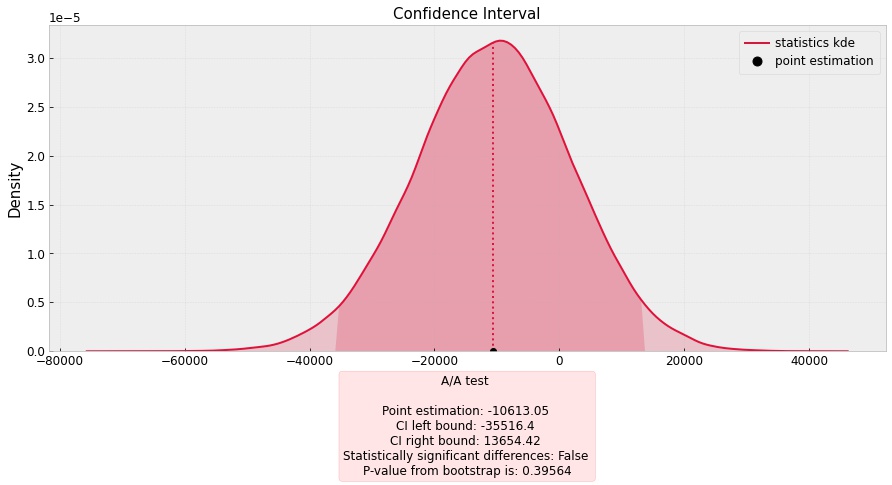 Confidence Interval
1e−5
statistics kde
point estimation
Density
3.0
2.5
2.0
1.5
1.0
0.5
0.0
−80000 −60000 −40000 −20000 0 20000 40000
A/A test
Point estimation: -10613.05
CI left bound: -35516.4
CI right bound: 13654.42
Statistically significant differences: False
P-value from bootstrap is: 0.39564